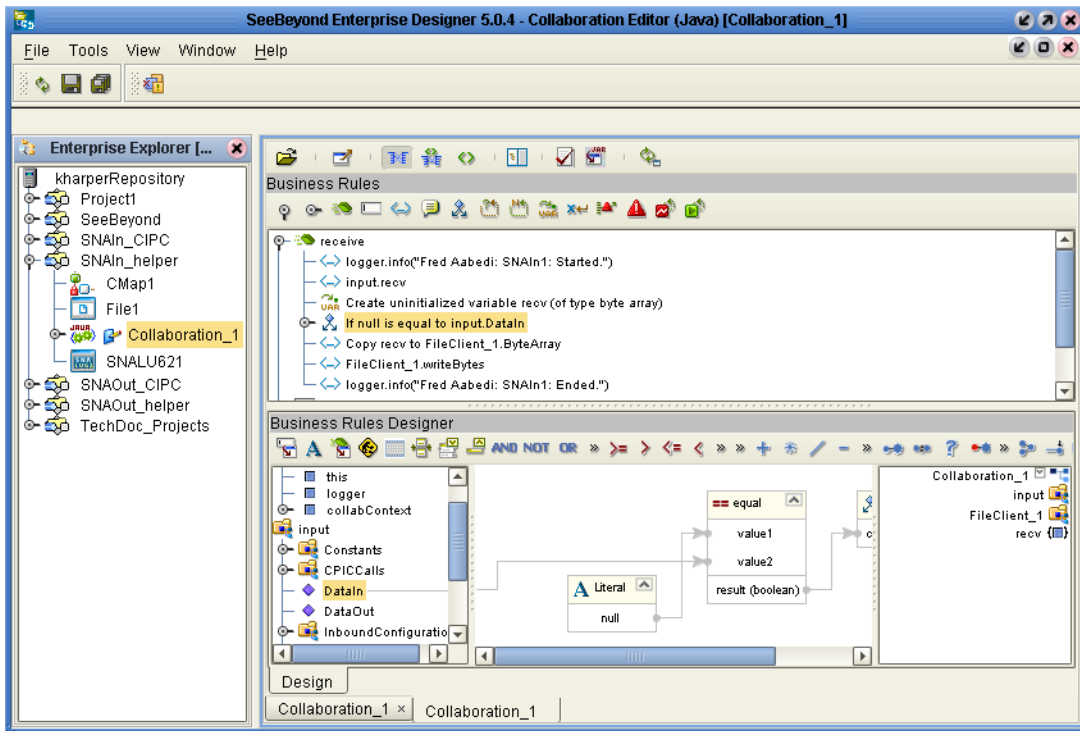 SeeBeyond Enterprise Designer 5.0.4 - Collaboration Editor (Java) [Collaboration_1]
File Tools View Window Help
Enterprise Explorer [...
kharperRepository
Project1
SeeBeyond
SNAIn_CIPC
SNAIn_helper
CMap1
File1
JAVA
Collaboration_1
SNALU621
SNAOut_CIPC
SNAOut_helper
TechDoc_Projects
JAR
Business Rules
receive
logger.info("Fred Aabedi: SNAIn1: Started.")
input.recv
VAR Create uninitialized variable recv (of type byte array)
If null is equal to input.DataIn
Copy recv to FileClient_1.ByteArray
FileClient_1.writeBytes
logger.info("Fred Aabedi: SNAIn1: Ended.")
Business Rules Designer
A AND NOT OR » >= > <= < » » + / - » ? » »
this
logger
collabContext
input
Constants
CPICCalls
DataIn
DataOut
InboundConfiguratio
== equal
value1
value2
result (boolean)
A Literal
null
c
Collaboration_1
input
FileClient_1
recv
Design
Collaboration_1 × Collaboration_1